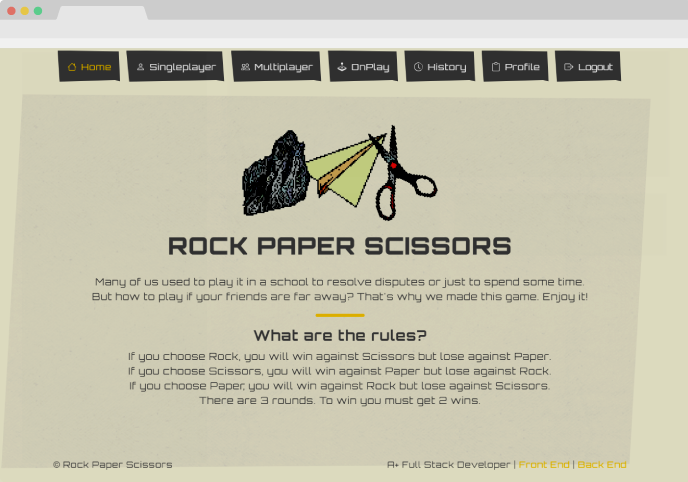 Home Singleplayer Multiplayer OnPlay History Profile Logout
ROCK PAPER SCISSORS
Many of us used to play it in a school to resolve disputes or just to spend some time.
But how to play if your friends are far away? That's why we made this game. Enjoy it!
What are the rules?
If you choose Rock, you will win against Scissors but lose against Paper.
If you choose Scissors, you will win against Paper but lose against Rock.
If you choose Paper, you will win against Rock but lose against Scissors.
There are 3 rounds. To win you must get 2 wins.
© Rock Paper Scissors A+ Full Stack Developer | Front End | Back End